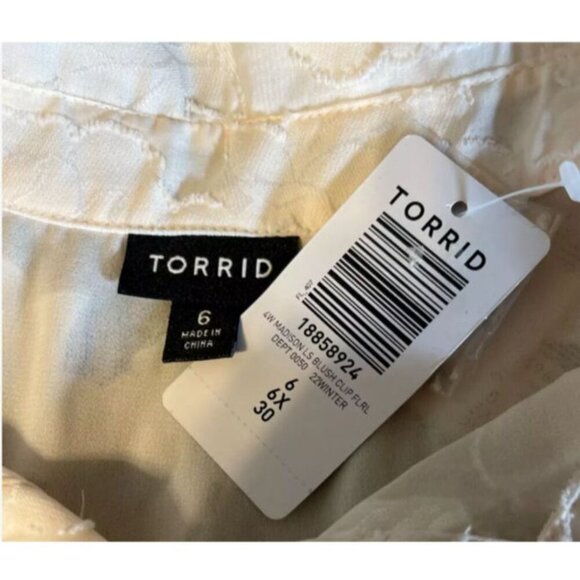 TORRID
6
MADE IN
CHINA
TORRID
18858924
4W MADISON LS BLUSH CLIP FLRL
DEPT 0050 22WINTER
6
6X
30